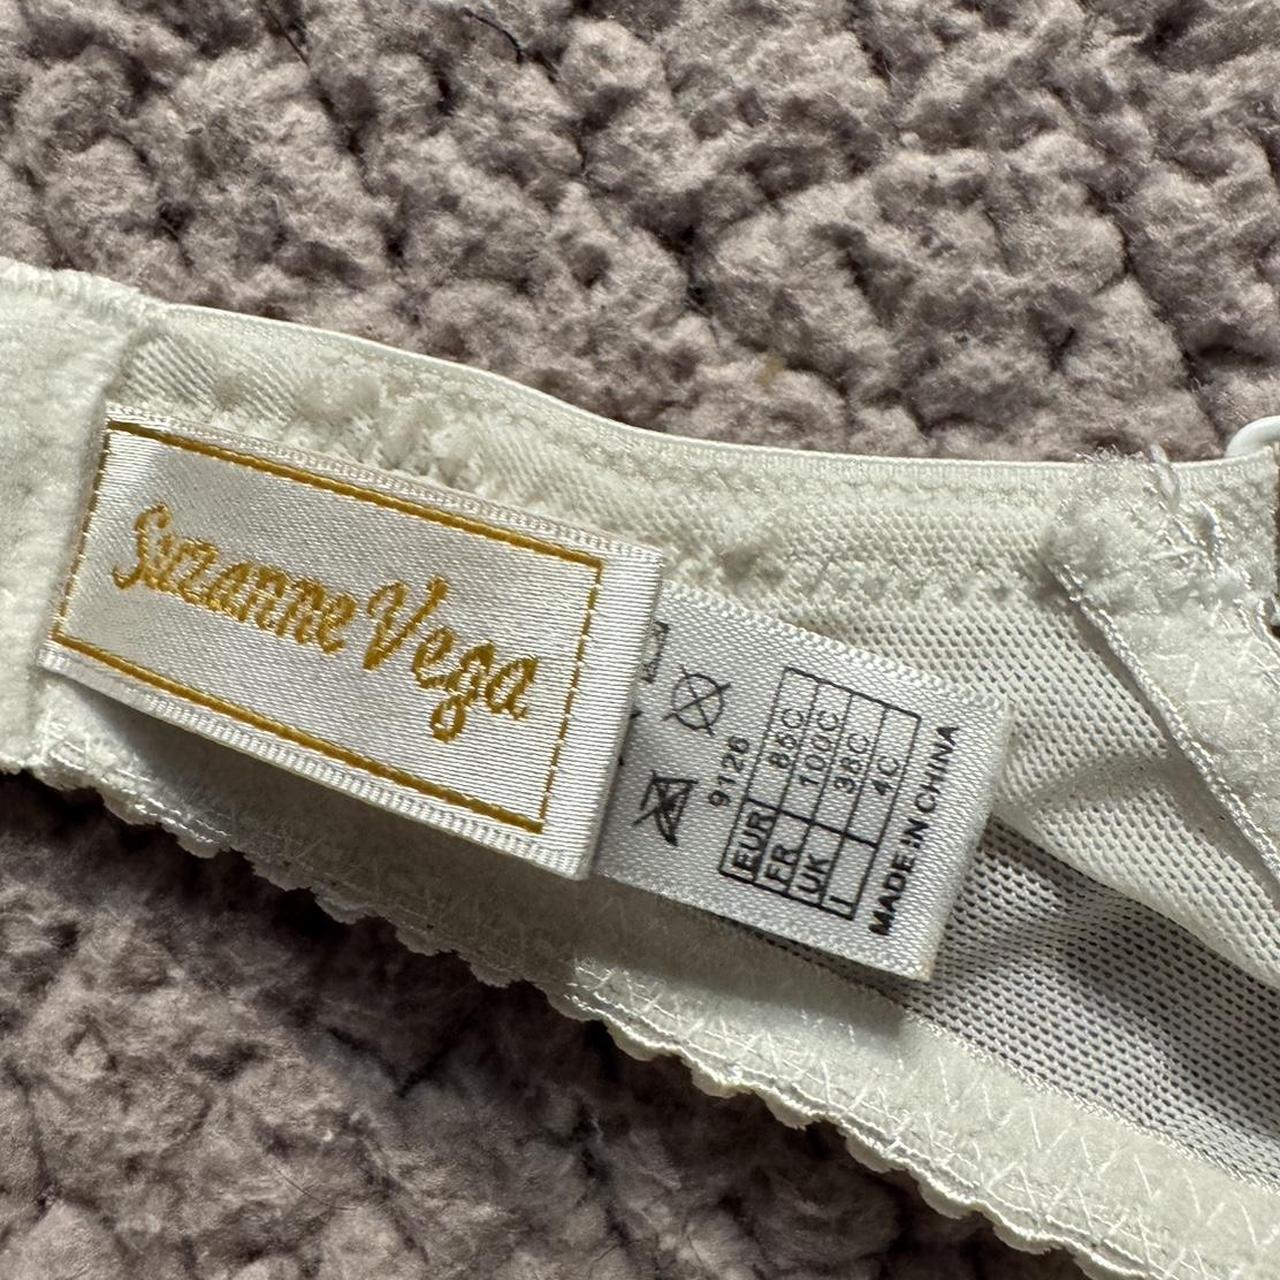 Suzanne Vega
9126
EUR 85C
FR 100C
UK 38C
I 4C
MADE IN CHINA